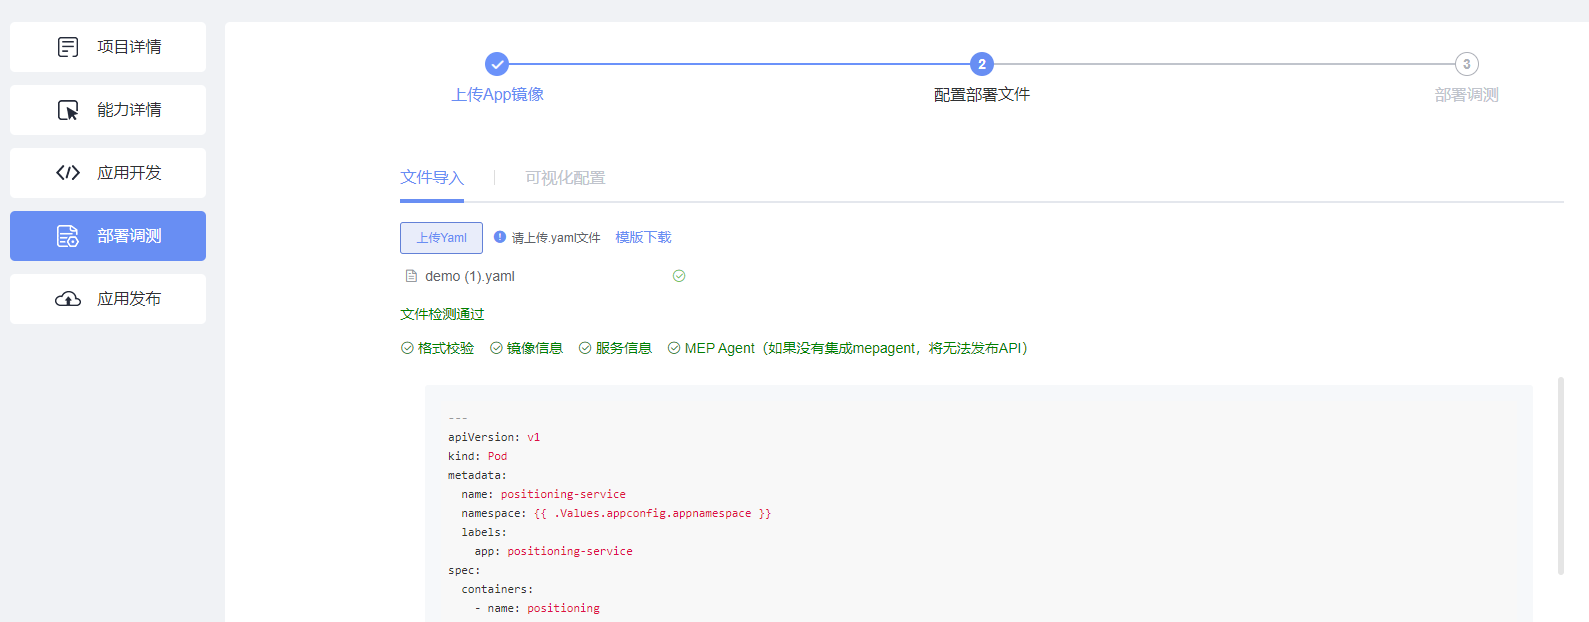 项目详情
能力详情
应用开发
部署调测
应用发布
2
3
上传App镜像
配置部署文件
部署调测
文件导入
可视化配置
上传Yaml
请上传.yaml文件
模版下载
demo (1).yaml
文件检测通过
格式校验
镜像信息
服务信息
MEP Agent（如果没有集成mepagent，将无法发布API）
---
apiVersion: v1
kind: Pod
metadata:
  name: positioning-service
  namespace: {{ .Values.appconfig.appnamespace }}
  labels:
    app: positioning-service
spec:
  containers:
    - name: positioning